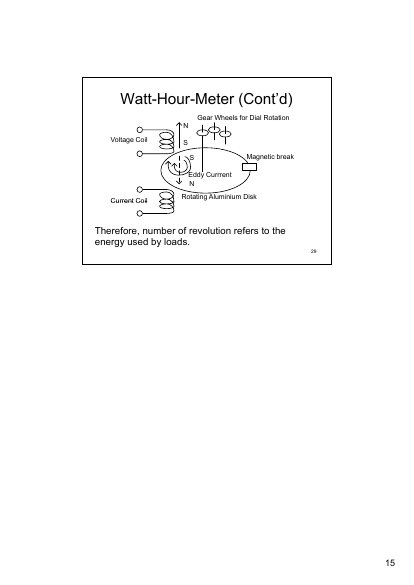 Watt-Hour-Meter (Cont'd)
Gear Wheels for Dial Rotation
N
Voltage Coil
S
S
Magnetic break
Eddy Currrent
N
Current Coil
Rotating Aluminium Disk
Therefore, number of revolution refers to the
energy used by loads.
29
15